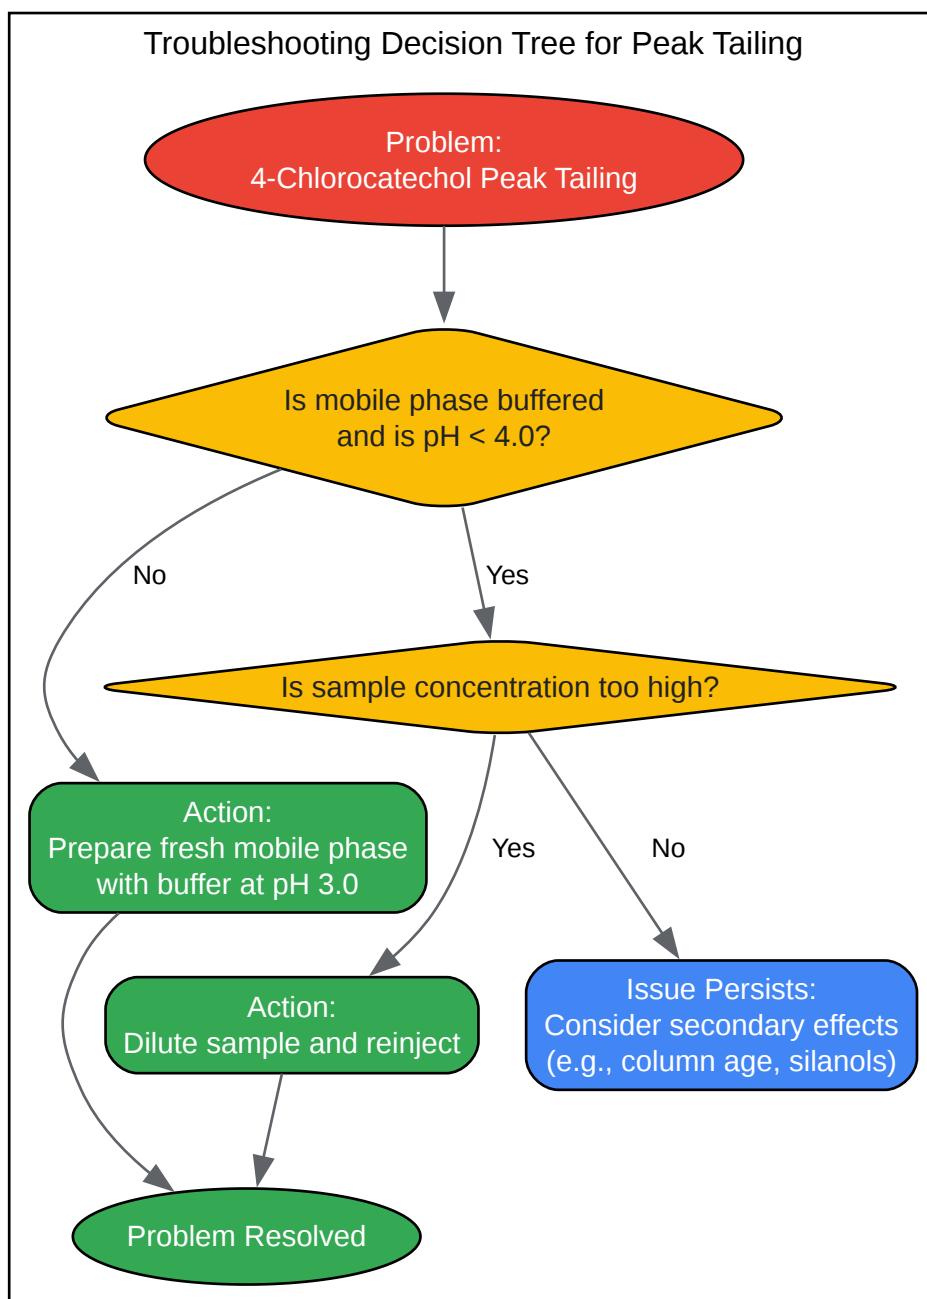 Troubleshooting Decision Tree for Peak Tailing
Problem:
4-Chlorocatechol Peak Tailing
Is mobile phase buffered
and is pH < 4.0?
No
Yes
Is sample concentration too high?
Action:
Prepare fresh mobile phase
with buffer at pH 3.0
Yes
No
Action:
Dilute sample and reinject
Issue Persists:
Consider secondary effects
(e.g., column age, silanols)
Problem Resolved